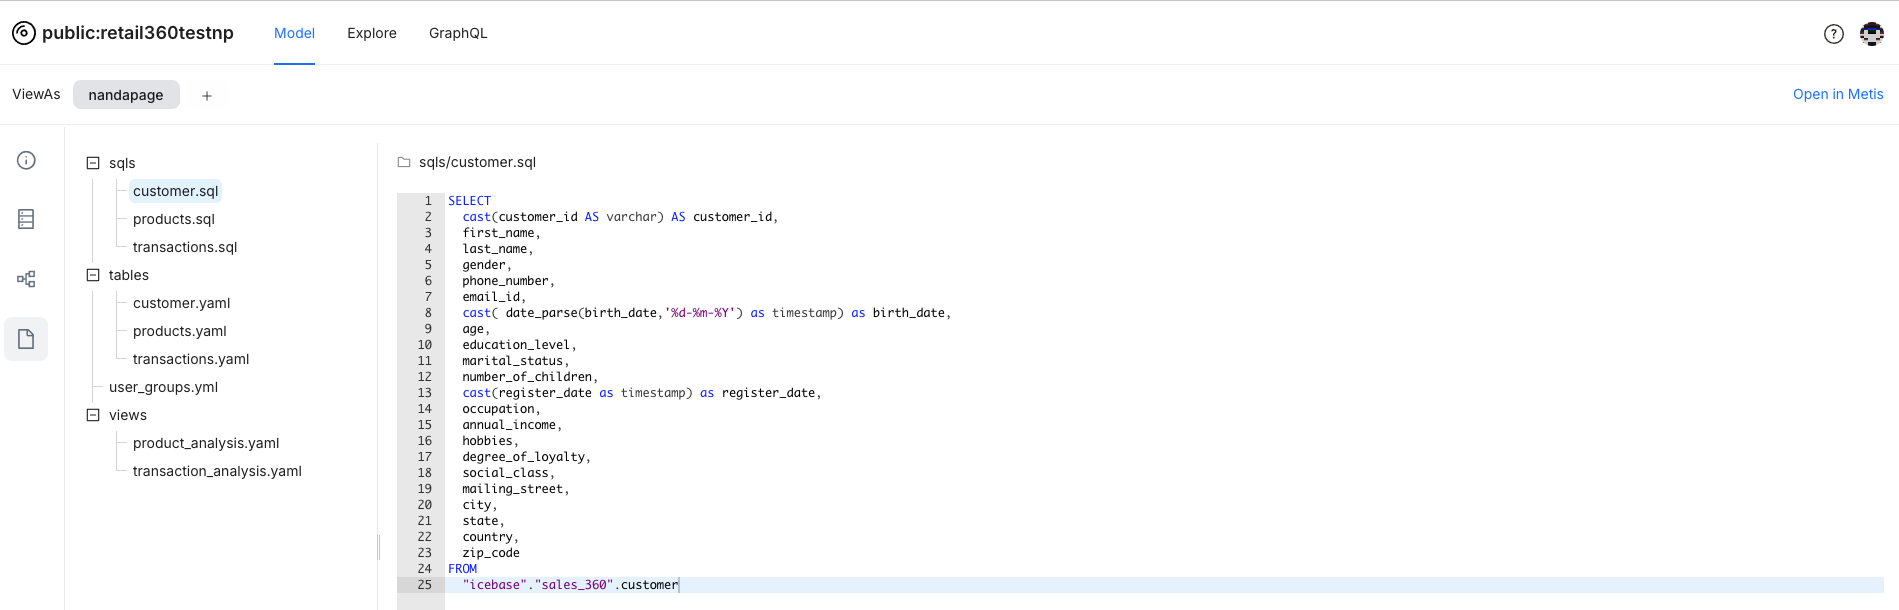 public:retail360testnp Model Explore GraphQL ?
ViewAs nandapage + Open in Metis
sqls
customer.sql
products.sql
transactions.sql
tables
customer.yaml
products.yaml
transactions.yaml
user_groups.yml
views
product_analysis.yaml
transaction_analysis.yaml
sqls/customer.sql
1 SELECT
2 cast(customer_id AS varchar) AS customer_id,
3 first_name,
4 last_name,
5 gender,
6 phone_number,
7 email_id,
8 cast( date_parse(birth_date,'%d-%m-%Y') as timestamp) as birth_date,
9 age,
10 education_level,
11 marital_status,
12 number_of_children,
13 cast(register_date as timestamp) as register_date,
14 occupation,
15 annual_income,
16 hobbies,
17 degree_of_loyalty,
18 social_class,
19 mailing_street,
20 city,
21 state,
22 country,
23 zip_code
24 FROM
25 "icebase"."sales_360".customer